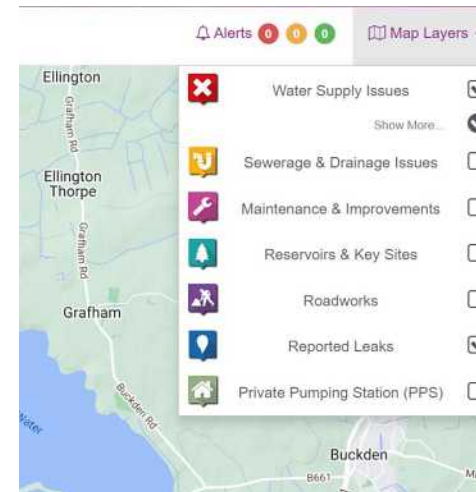 Alerts 0 0 0 Map Layers
Ellington
Water Supply Issues
Show More...
Grafham Rd
Sewerage & Drainage Issues
Ellington
Thorpe
Maintenance & Improvements
Grafham Rd
Reservoirs & Key Sites
Roadworks
Grafham
Reported Leaks
Buckden Rd
Private Pumping Station (PPS)
Water
Buckden
B661